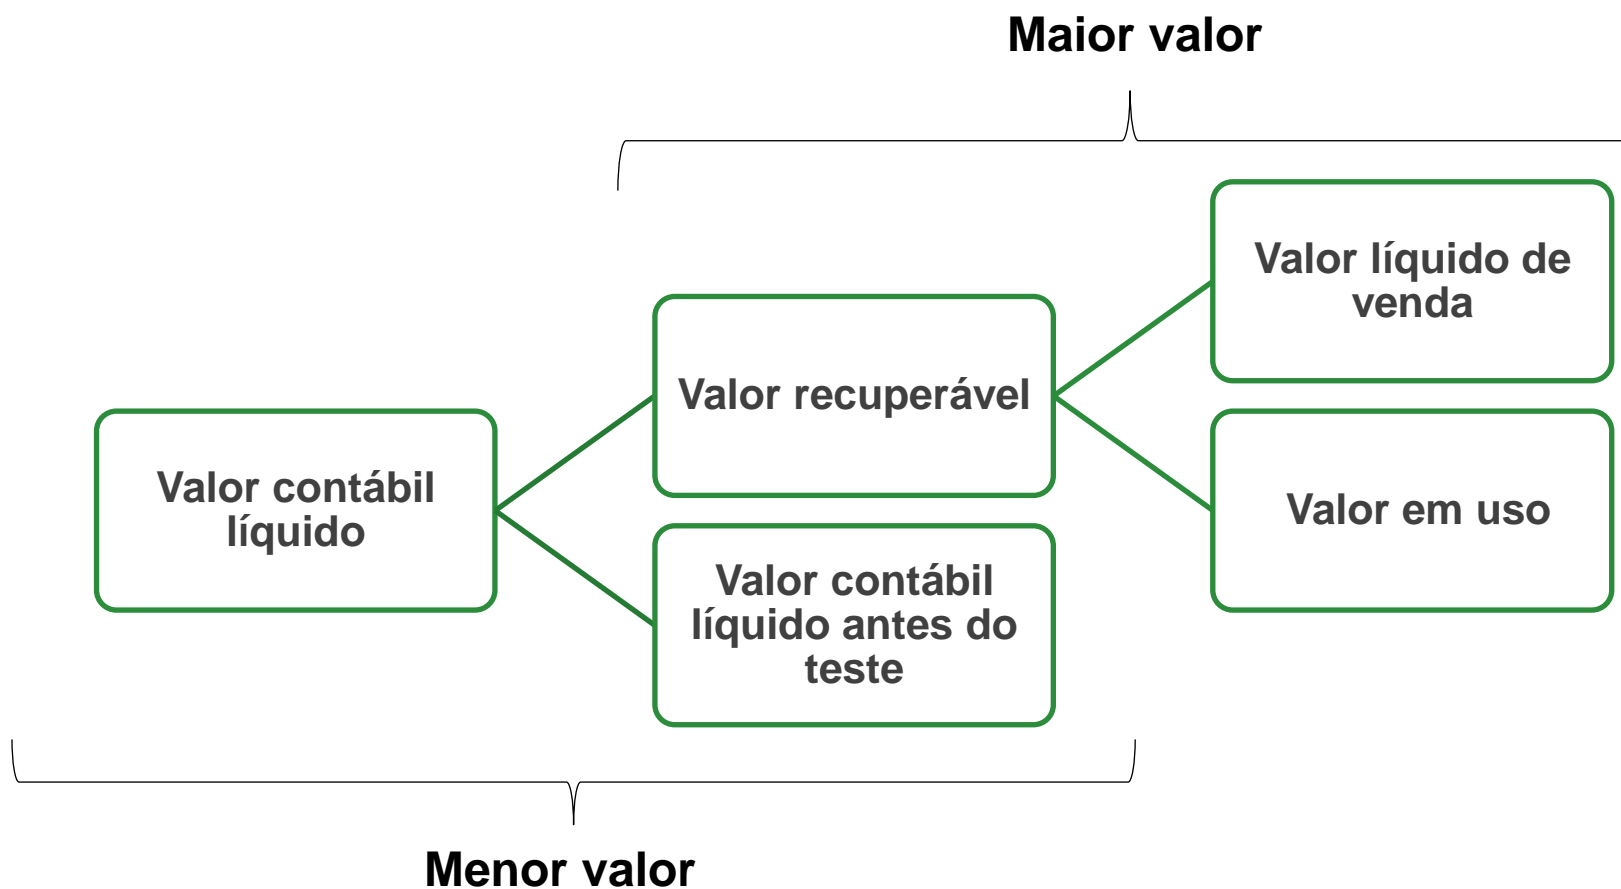 Maior valor
Valor líquido de
venda
Valor recuperável
Valor contábil
líquido
Valor em uso
Valor contábil
líquido antes do
teste
Menor valor